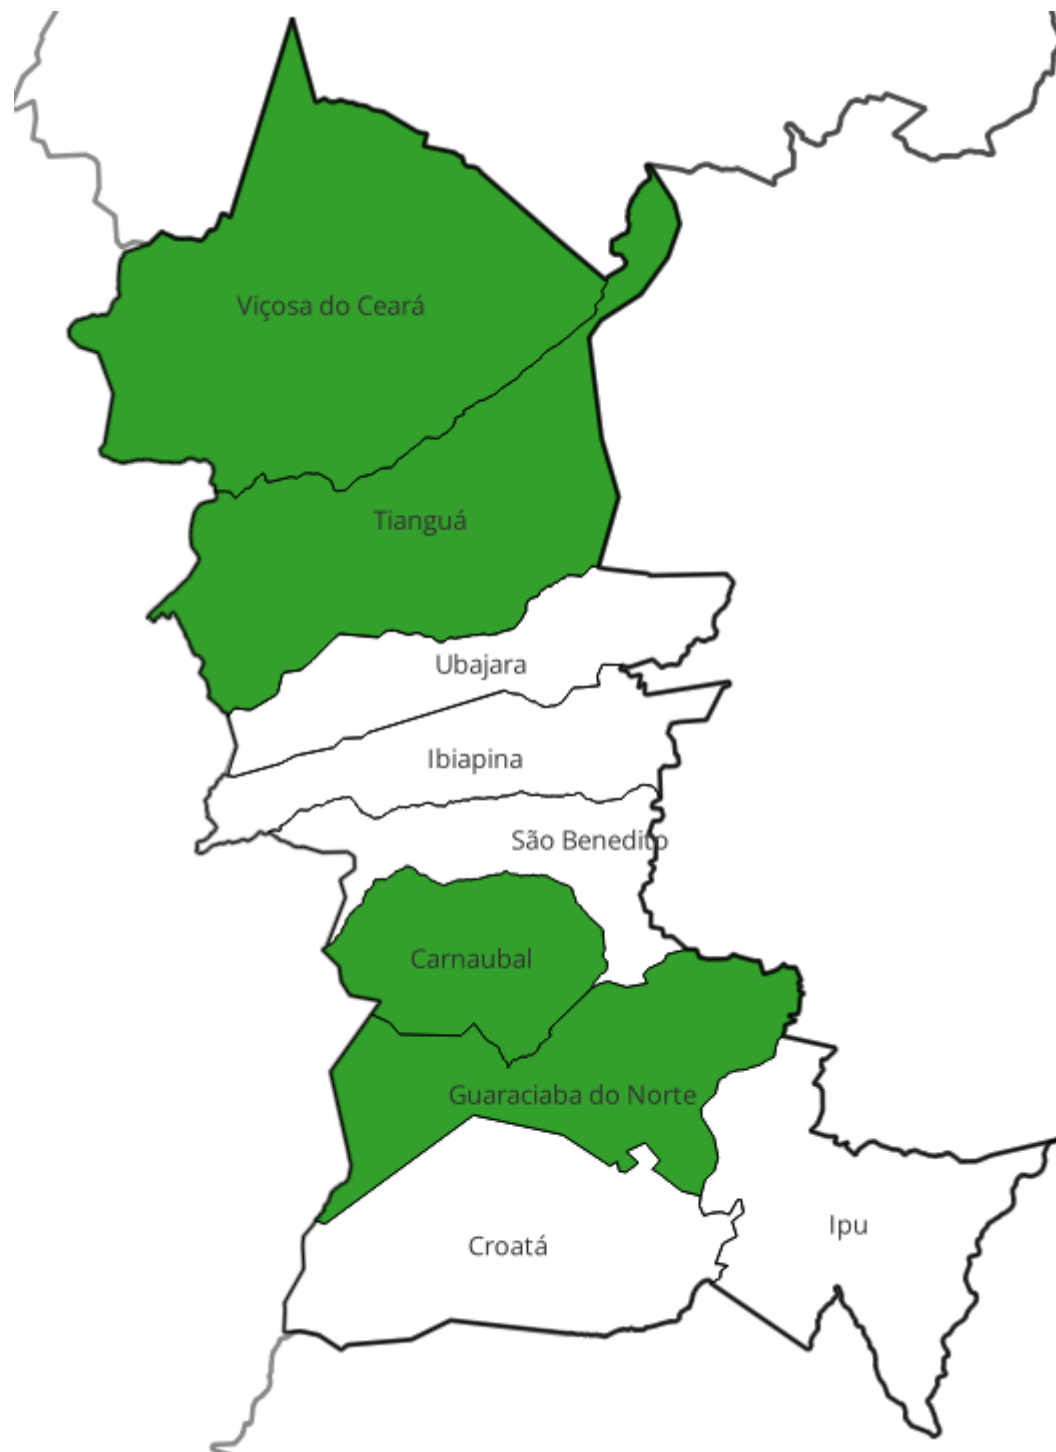 Viçosa do Ceará
Tianguá
Ubajara
Ibiapina
São Benedito
Carnaubal
Guaraciaba do Norte
Ipu
Croatá